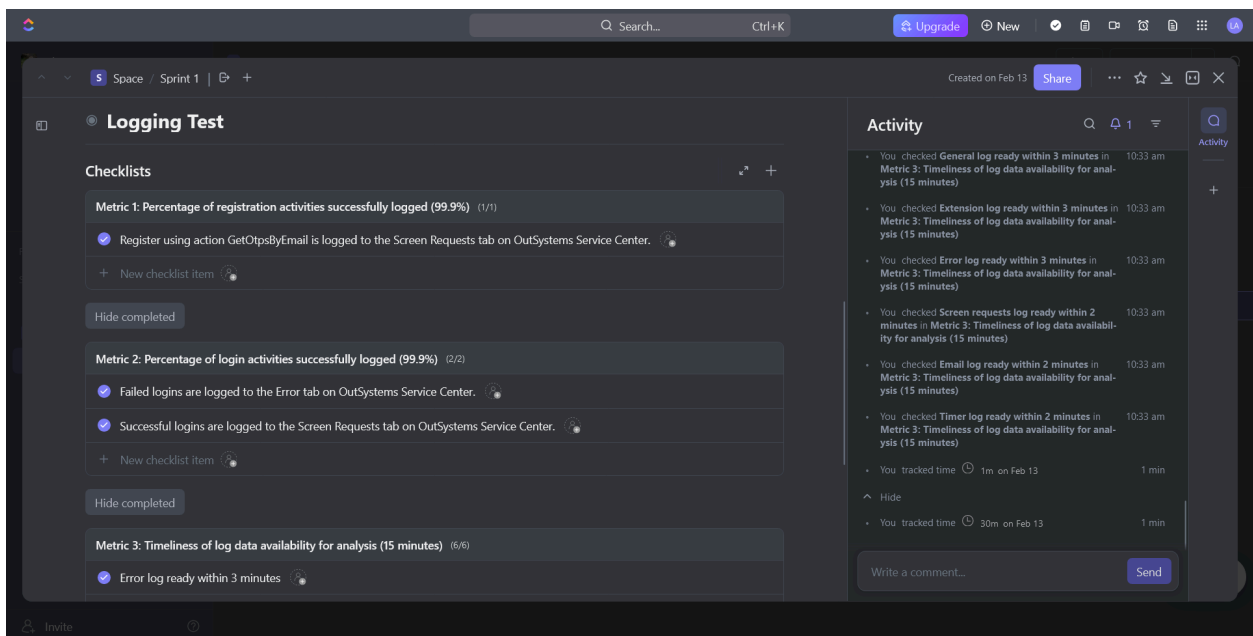 Search...
Ctrl+K
Upgrade
New
LA
S Space / Sprint 1
Created on Feb 13
Share
Logging Test
Checklists
Metric 1: Percentage of registration activities successfully logged (99.9%) (1/1)
Register using action GetOtpsByEmail is logged to the Screen Requests tab on OutSystems Service Center.
New checklist item
Hide completed
Metric 2: Percentage of login activities successfully logged (99.9%) (2/2)
Failed logins are logged to the Error tab on OutSystems Service Center.
Successful logins are logged to the Screen Requests tab on OutSystems Service Center.
New checklist item
Hide completed
Metric 3: Timeliness of log data availability for analysis (15 minutes) (6/6)
Error log ready within 3 minutes
Activity
1
You checked General log ready within 3 minutes in 10:33 am
Metric 3: Timeliness of log data availability for anal-
ysis (15 minutes)
You checked Extension log ready within 3 minutes in 10:33 am
Metric 3: Timeliness of log data availability for anal-
ysis (15 minutes)
You checked Error log ready within 3 minutes in 10:33 am
Metric 3: Timeliness of log data availability for anal-
ysis (15 minutes)
You checked Screen requests log ready within 2 10:33 am
minutes in Metric 3: Timeliness of log data availabil-
ity for analysis (15 minutes)
You checked Email log ready within 2 minutes in 10:33 am
Metric 3: Timeliness of log data availability for anal-
ysis (15 minutes)
You checked Timer log ready within 2 minutes in 10:33 am
Metric 3: Timeliness of log data availability for anal-
ysis (15 minutes)
You tracked time 1m on Feb 13 1 min
Hide
You tracked time 30m on Feb 13 1 min
Write a comment...
Send
Activity
Invite